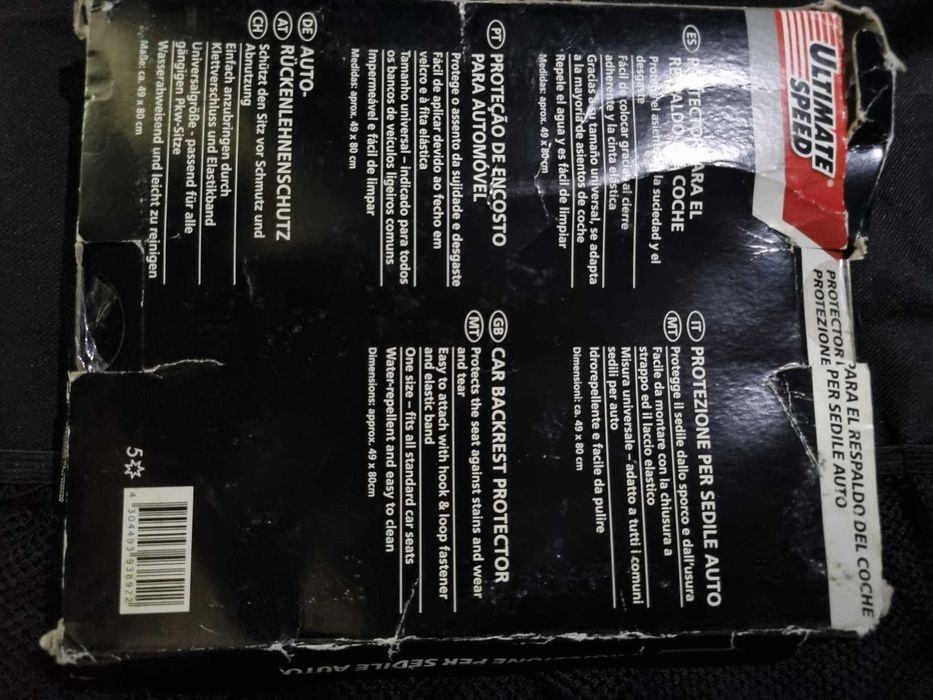 ULTIMATE
SPEED®
PROTECTOR PARA EL RESPALDO DEL COCHE
PROTEZIONE PER SEDILE AUTO
ES PROTECTOR PARA EL
RESPALDO COCHE
Protege el asiento la suciedad y el
desgaste
Fácil de colocar gracias al cierre
adherente y la cinta elástica
Gracias a su tamaño universal, se adapta
a la mayoría de asientos de coche
Repele el agua y es fácil de limpiar
Medidas: aprox. 49 x 80 cm
IT PROTEZIONE PER SEDILE AUTO
MT Protegge il sedile dallo sporco e dall'usura
Facile da montare con la chiusura a
strappo ed il laccio elastico
Misura universale – adatto a tutti i comuni
sedili per auto
Idrorepellente e facile da pulire
Dimensioni: ca. 49 x 80 cm
PT PROTEÇÃO DE ENCOSTO
PARA AUTOMÓVEL
Protege o assento da sujidade e desgaste
Fácil de aplicar devido ao fecho em
velcro e à fita elástica
Tamanho universal – indicado para todos
os bancos de veículos ligeiros comuns
Impermeável e fácil de limpar
Medidas: aprox. 49 x 80 cm
GB CAR BACKREST PROTECTOR
MT Protects the seat against stains and wear
and tear
Easy to attach with hook & loop fastener
and elastic band
One size – fits all standard car seats
Water-repellent and easy to clean
Dimensions: approx. 49 x 80cm
DE AUTO-
AT RÜCKENLEHNENSCHUTZ
CH Schützt den Sitz vor Schmutz und
Abnutzung
Einfach anzubringen durch
Klettverschluss und Elastikband
Universalgröße - passend für alle
gängigen Pkw-Sitze
Wasserabweisend und leicht zu reinigen
Maße: ca. 49 x 80 cm
5
4 304493 938922
PROTEZIONE PER SEDILE AUTO